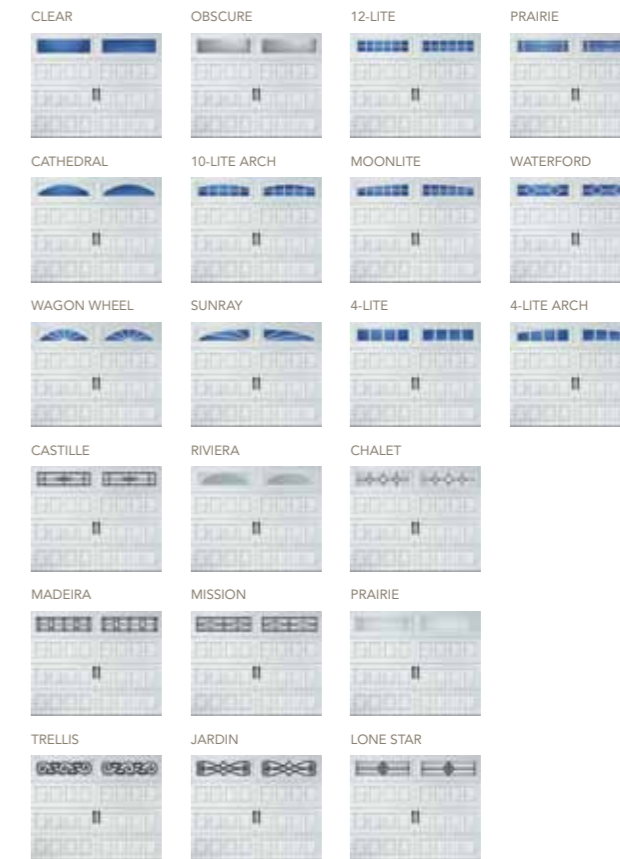 CLEAR OBSCURE 12-LITE PRAIRIE
CATHEDRAL 10-LITE ARCH MOONLITE WATERFORD
WAGON WHEEL SUNRAY 4-LITE 4-LITE ARCH
CASTILLE RIVIERA CHALET
MADEIRA MISSION PRAIRIE
TRELLIS JARDIN LONE STAR